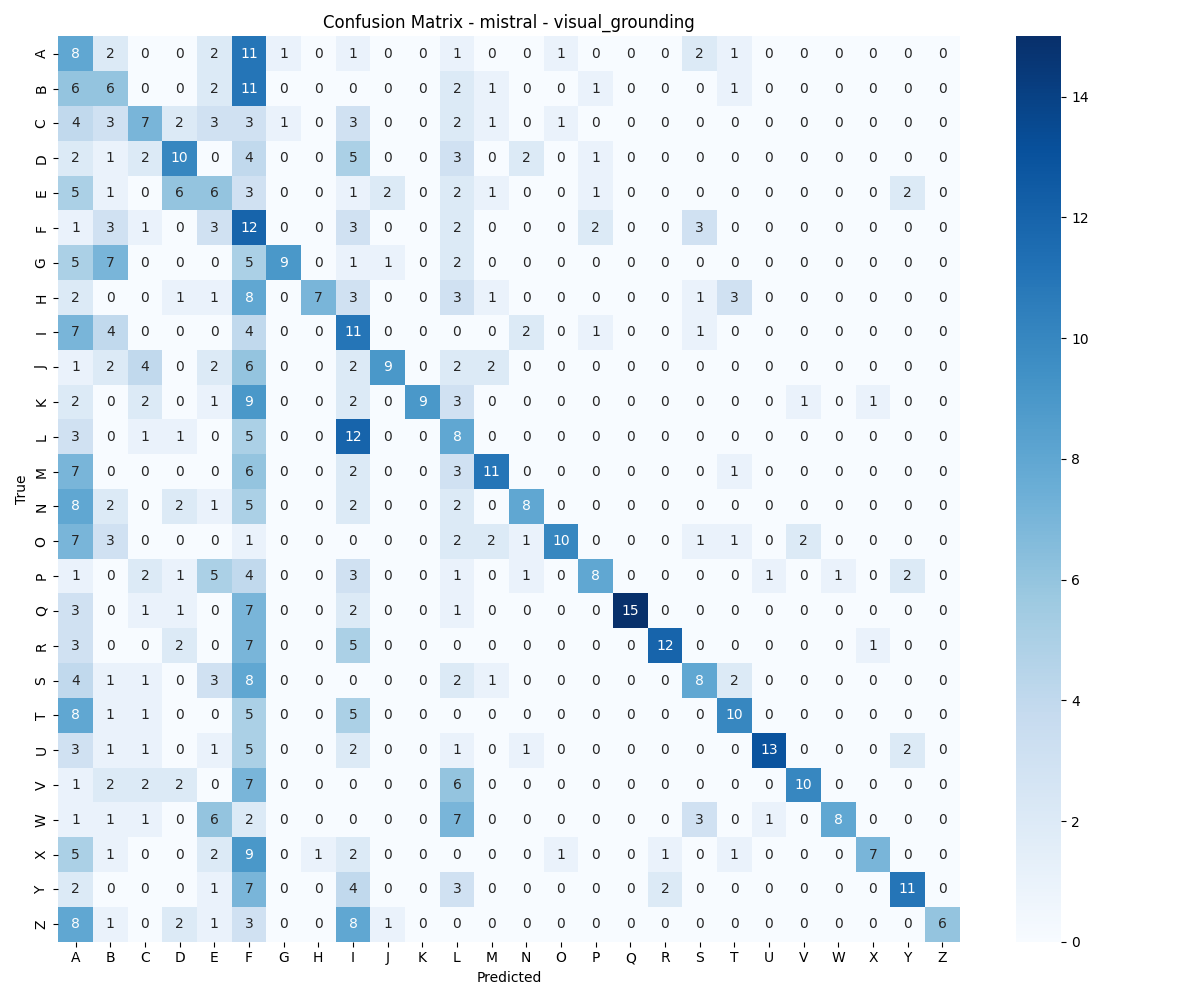 Confusion Matrix - mistral - visual_grounding
A 8 2 0 0 2 11 1 0 1 0 0 1 0 0 1 0 0 0 2 1 0 0 0 0 0 0
B 6 6 0 0 2 11 0 0 0 0 0 2 1 0 0 1 0 0 0 1 0 0 0 0 0 0
C 4 3 7 2 3 3 1 0 3 0 0 2 1 0 1 0 0 0 0 0 0 0 0 0 0 0
D 2 1 2 10 0 4 0 0 5 0 0 3 0 2 0 1 0 0 0 0 0 0 0 0 0 0
E 5 1 0 6 6 3 0 0 1 2 0 2 1 0 0 1 0 0 0 0 0 0 0 0 2 0
F 1 3 1 0 3 12 0 0 3 0 0 2 0 0 0 2 0 0 3 0 0 0 0 0 0 0
G 5 7 0 0 0 5 9 0 1 1 0 2 0 0 0 0 0 0 0 0 0 0 0 0 0 0
H 2 0 0 1 1 8 0 7 3 0 0 3 1 0 0 0 0 0 1 3 0 0 0 0 0 0
I 7 4 0 0 0 4 0 0 11 0 0 0 0 2 0 1 0 0 1 0 0 0 0 0 0 0
J 1 2 4 0 2 6 0 0 2 9 0 2 2 0 0 0 0 0 0 0 0 0 0 0 0 0
K 2 0 2 0 1 9 0 0 2 0 9 3 0 0 0 0 0 0 0 0 0 1 0 1 0 0
L 3 0 1 1 0 5 0 0 12 0 0 8 0 0 0 0 0 0 0 0 0 0 0 0 0 0
M 7 0 0 0 0 6 0 0 2 0 0 3 11 0 0 0 0 0 0 1 0 0 0 0 0 0
N 8 2 0 2 1 5 0 0 2 0 0 2 0 8 0 0 0 0 0 0 0 0 0 0 0 0
O 7 3 0 0 0 1 0 0 0 0 0 2 2 1 10 0 0 0 1 1 0 2 0 0 0 0
P 1 0 2 1 5 4 0 0 3 0 0 1 0 1 0 8 0 0 0 0 1 0 1 0 2 0
Q 3 0 1 1 0 7 0 0 2 0 0 1 0 0 0 0 15 0 0 0 0 0 0 0 0 0
R 3 0 0 2 0 7 0 0 5 0 0 0 0 0 0 0 0 12 0 0 0 0 0 1 0 0
S 4 1 1 0 3 8 0 0 0 0 0 2 1 0 0 0 0 0 8 2 0 0 0 0 0 0
T 8 1 1 0 0 5 0 0 5 0 0 0 0 0 0 0 0 0 0 10 0 0 0 0 0 0
U 3 1 1 0 1 5 0 0 2 0 0 1 0 1 0 0 0 0 0 0 13 0 0 0 2 0
V 1 2 2 2 0 7 0 0 0 0 0 6 0 0 0 0 0 0 0 0 0 10 0 0 0 0
W 1 1 1 0 6 2 0 0 0 0 0 7 0 0 0 0 0 0 3 0 1 0 8 0 0 0
X 5 1 0 0 2 9 0 1 2 0 0 0 0 0 1 0 0 1 0 1 0 0 0 7 0 0
Y 2 0 0 0 1 7 0 0 4 0 0 3 0 0 0 0 0 2 0 0 0 0 0 0 11 0
Z 8 1 0 2 1 3 0 0 8 1 0 0 0 0 0 0 0 0 0 0 0 0 0 0 0 6
A B C D E F G H I J K L M N O P Q R S T U V W X Y Z
Predicted
True
14
12
10
8
6
4
2
0